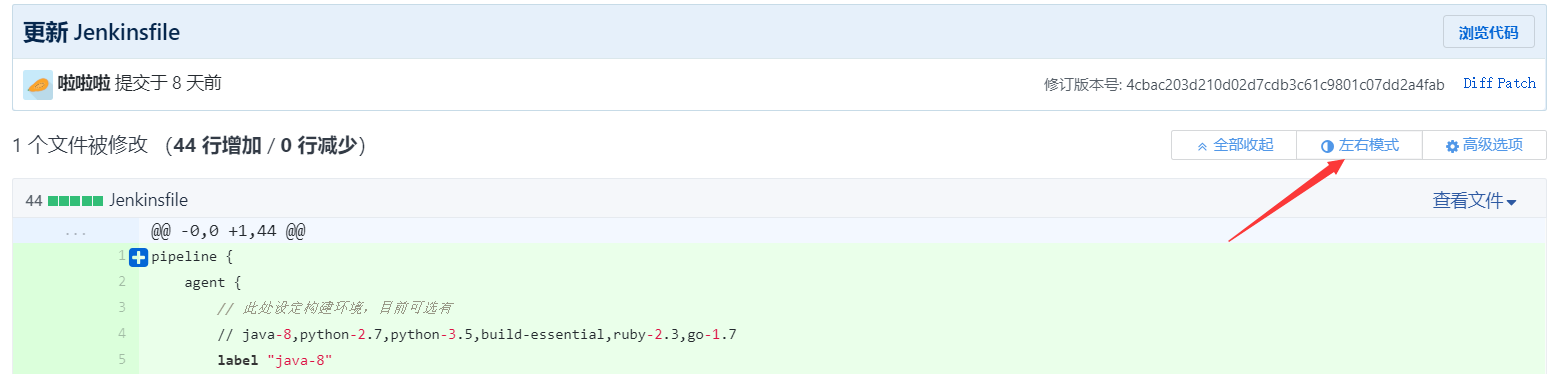 更新 Jenkinsfile 浏览代码
啦啦啦 提交于 8 天前 修订版本号: 4cbac203d210d02d7cdb3c61c9801c07dd2a4fab Diff Patch
1 个文件被修改 （44 行增加 / 0 行减少） 全部收起 左右模式 高级选项
44 Jenkinsfile 查看文件
... @@ -0,0 +1,44 @@
1 pipeline {
2 agent {
3 // 此处设定构建环境，目前可选有
4 // java-8,python-2.7,python-3.5,build-essential,ruby-2.3,go-1.7
5 label "java-8"